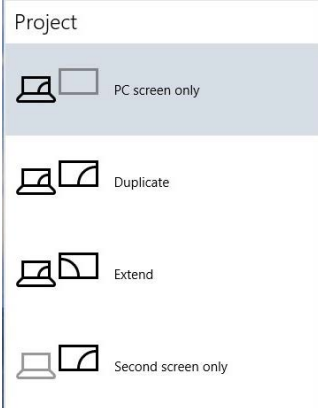 Project
PC screen only
Duplicate
Extend
Second screen only